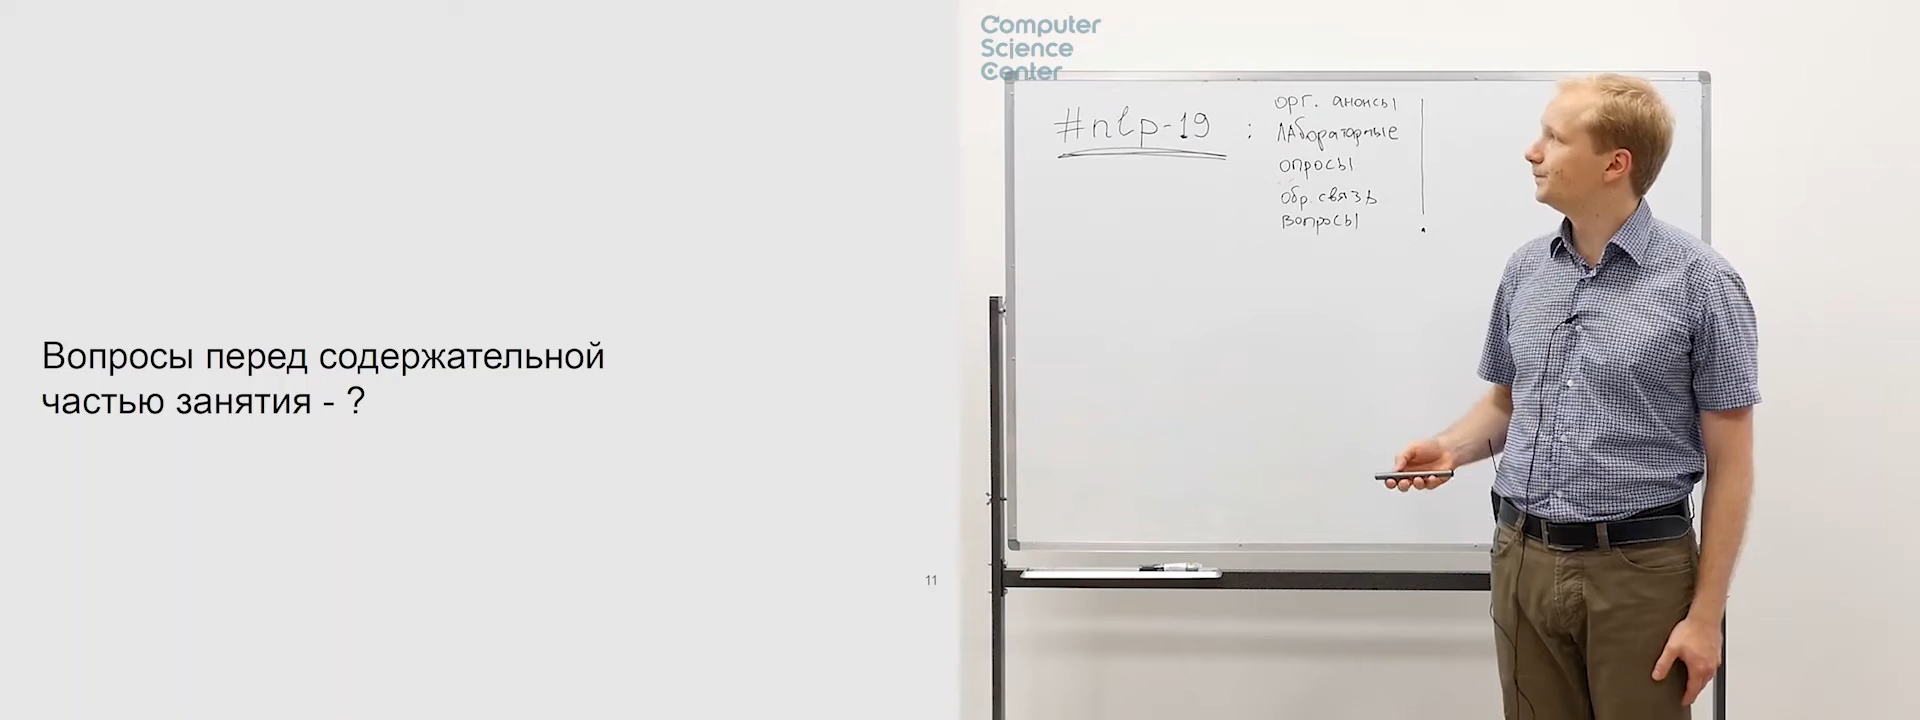 Вопросы перед содержательной
частью занятия - ?
11
Computer
Science
Center
#nlp-19 : орг. анонсы
лабораторные
опросы
обр. связь
вопросы